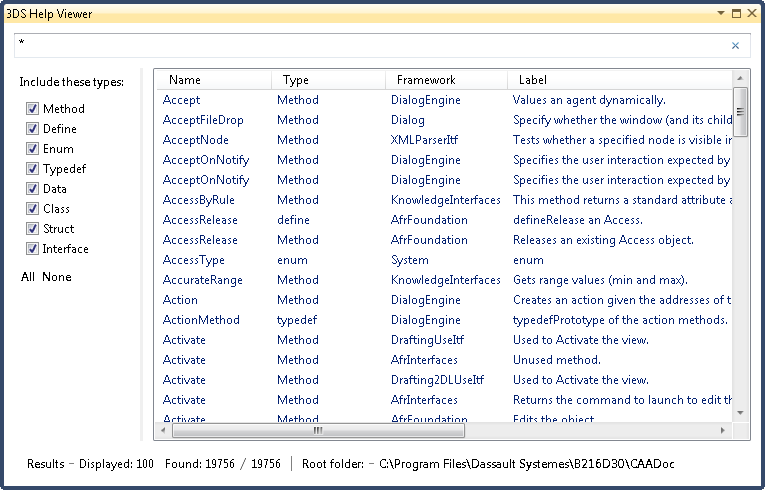 3DS Help Viewer
*
Include these types:
Method
Define
Enum
Typedef
Data
Class
Struct
Interface
All None
Name Type Framework Label
Accept Method DialogEngine Values an agent dynamically.
AcceptFileDrop Method Dialog Specify whether the window (and its child
AcceptNode Method XMLParserItf Tests whether a specified node is visible in
AcceptOnNotify Method DialogEngine Specifies the user interaction expected by
AcceptOnNotify Method DialogEngine Specifies the user interaction expected by
AccessByRule Method KnowledgeInterfaces This method returns a standard attribute a
AccessRelease define AfrFoundation defineRelease an Access.
AccessRelease Method AfrFoundation Releases an existing Access object.
AccessType enum System enum
AccurateRange Method KnowledgeInterfaces Gets range values (min and max).
Action Method DialogEngine Creates an action given the addresses of t
ActionMethod typedef DialogEngine typedefPrototype of the action methods.
Activate Method DraftingUseItf Used to Activate the view.
Activate Method AfrInterfaces Unused method.
Activate Method Drafting2DLUseItf Used to Activate the view.
Activate Method AfrInterfaces Returns the command to launch to edit th
Activate Method AfrFoundation Edits the object
Results - Displayed: 100 Found: 19756 / 19756 Root folder: - C:\Program Files\Dassault Systemes\B216D30\CAADoc